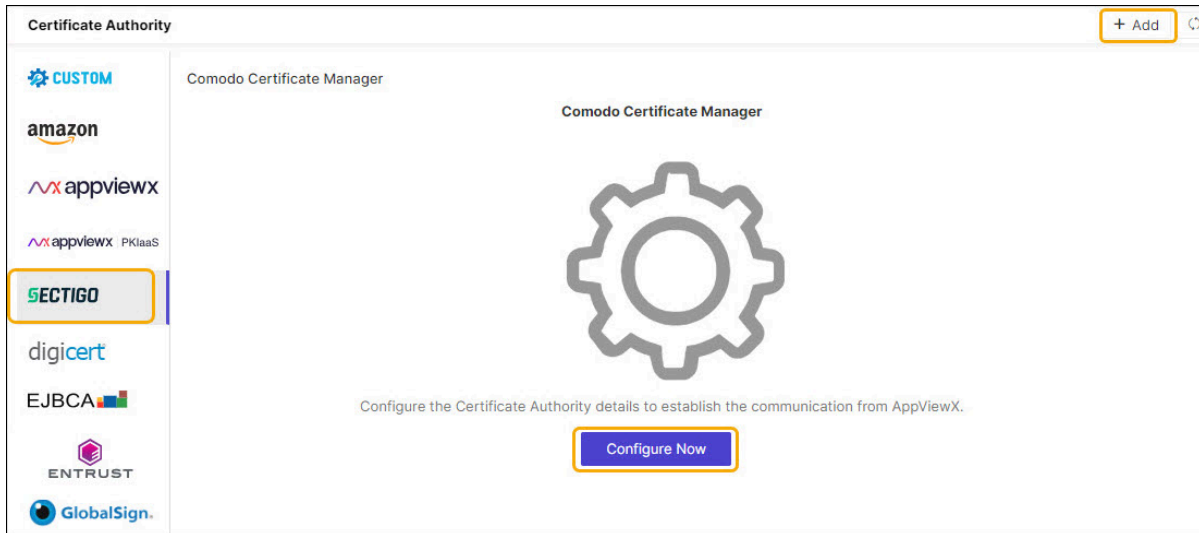 Certificate Authority
+ Add
CUSTOM
amazon
appviewx
appviewx PKIaaS
SECTIGO
digicert
EJBCA
ENTRUST
GlobalSign.
Comodo Certificate Manager
Comodo Certificate Manager
Configure the Certificate Authority details to establish the communication from AppViewX.
Configure Now